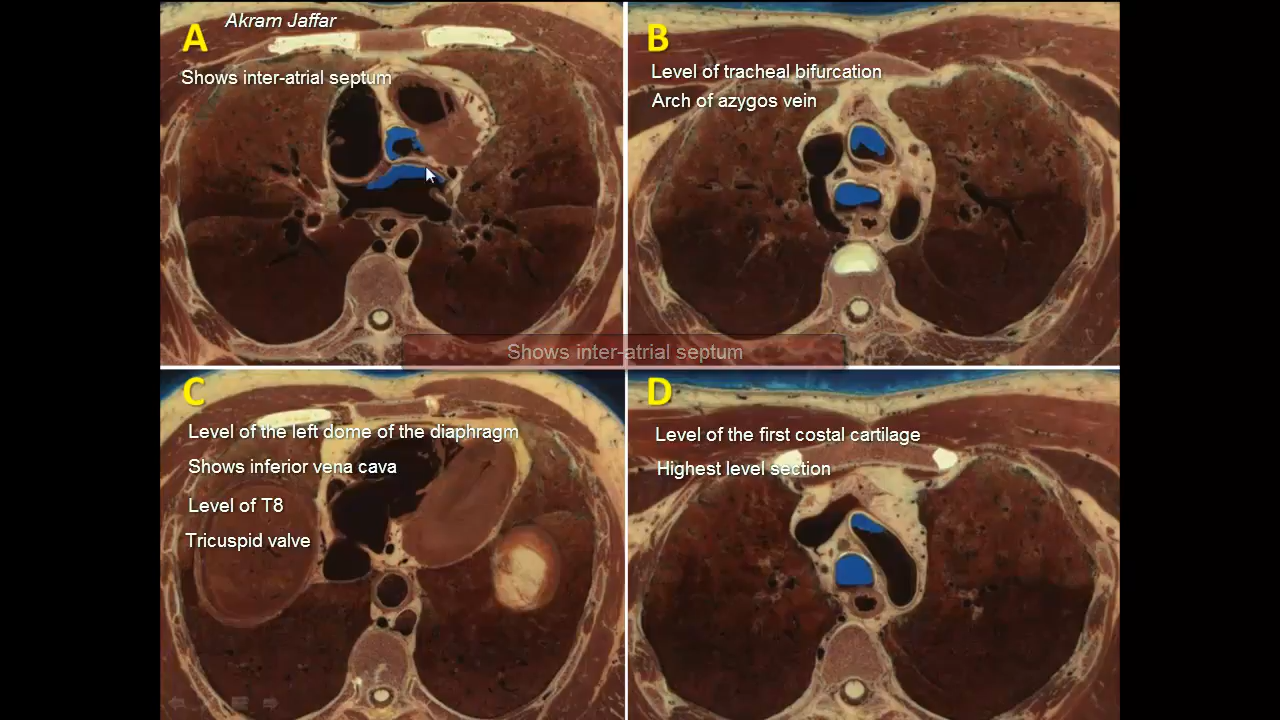 Akram Jaffar
A
Shows inter-atrial septum
B
Level of tracheal bifurcation
Arch of azygos vein
Shows inter-atrial septum
C
Level of the left dome of the diaphragm
Shows inferior vena cava
Level of T8
Tricuspid valve
D
Level of the first costal cartilage
Highest level section